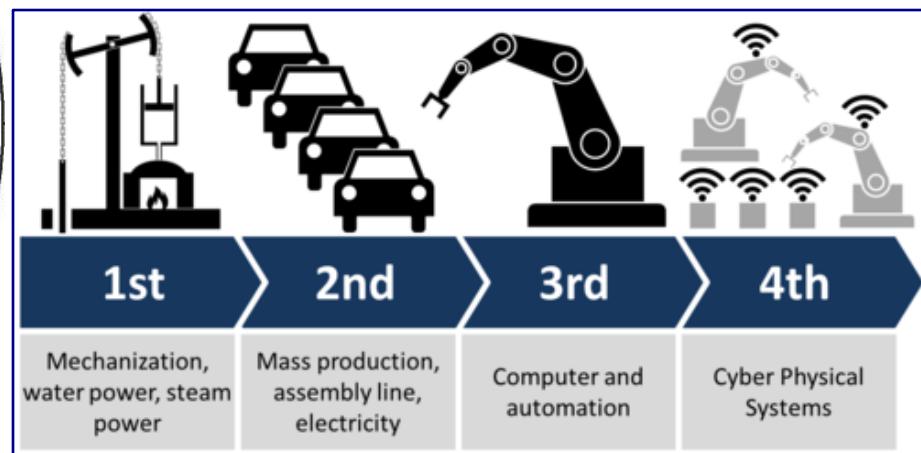 1st
2nd
3rd
4th
Mechanization,
water power, steam
power
Mass production,
assembly line,
electricity
Computer and
automation
Cyber Physical
Systems